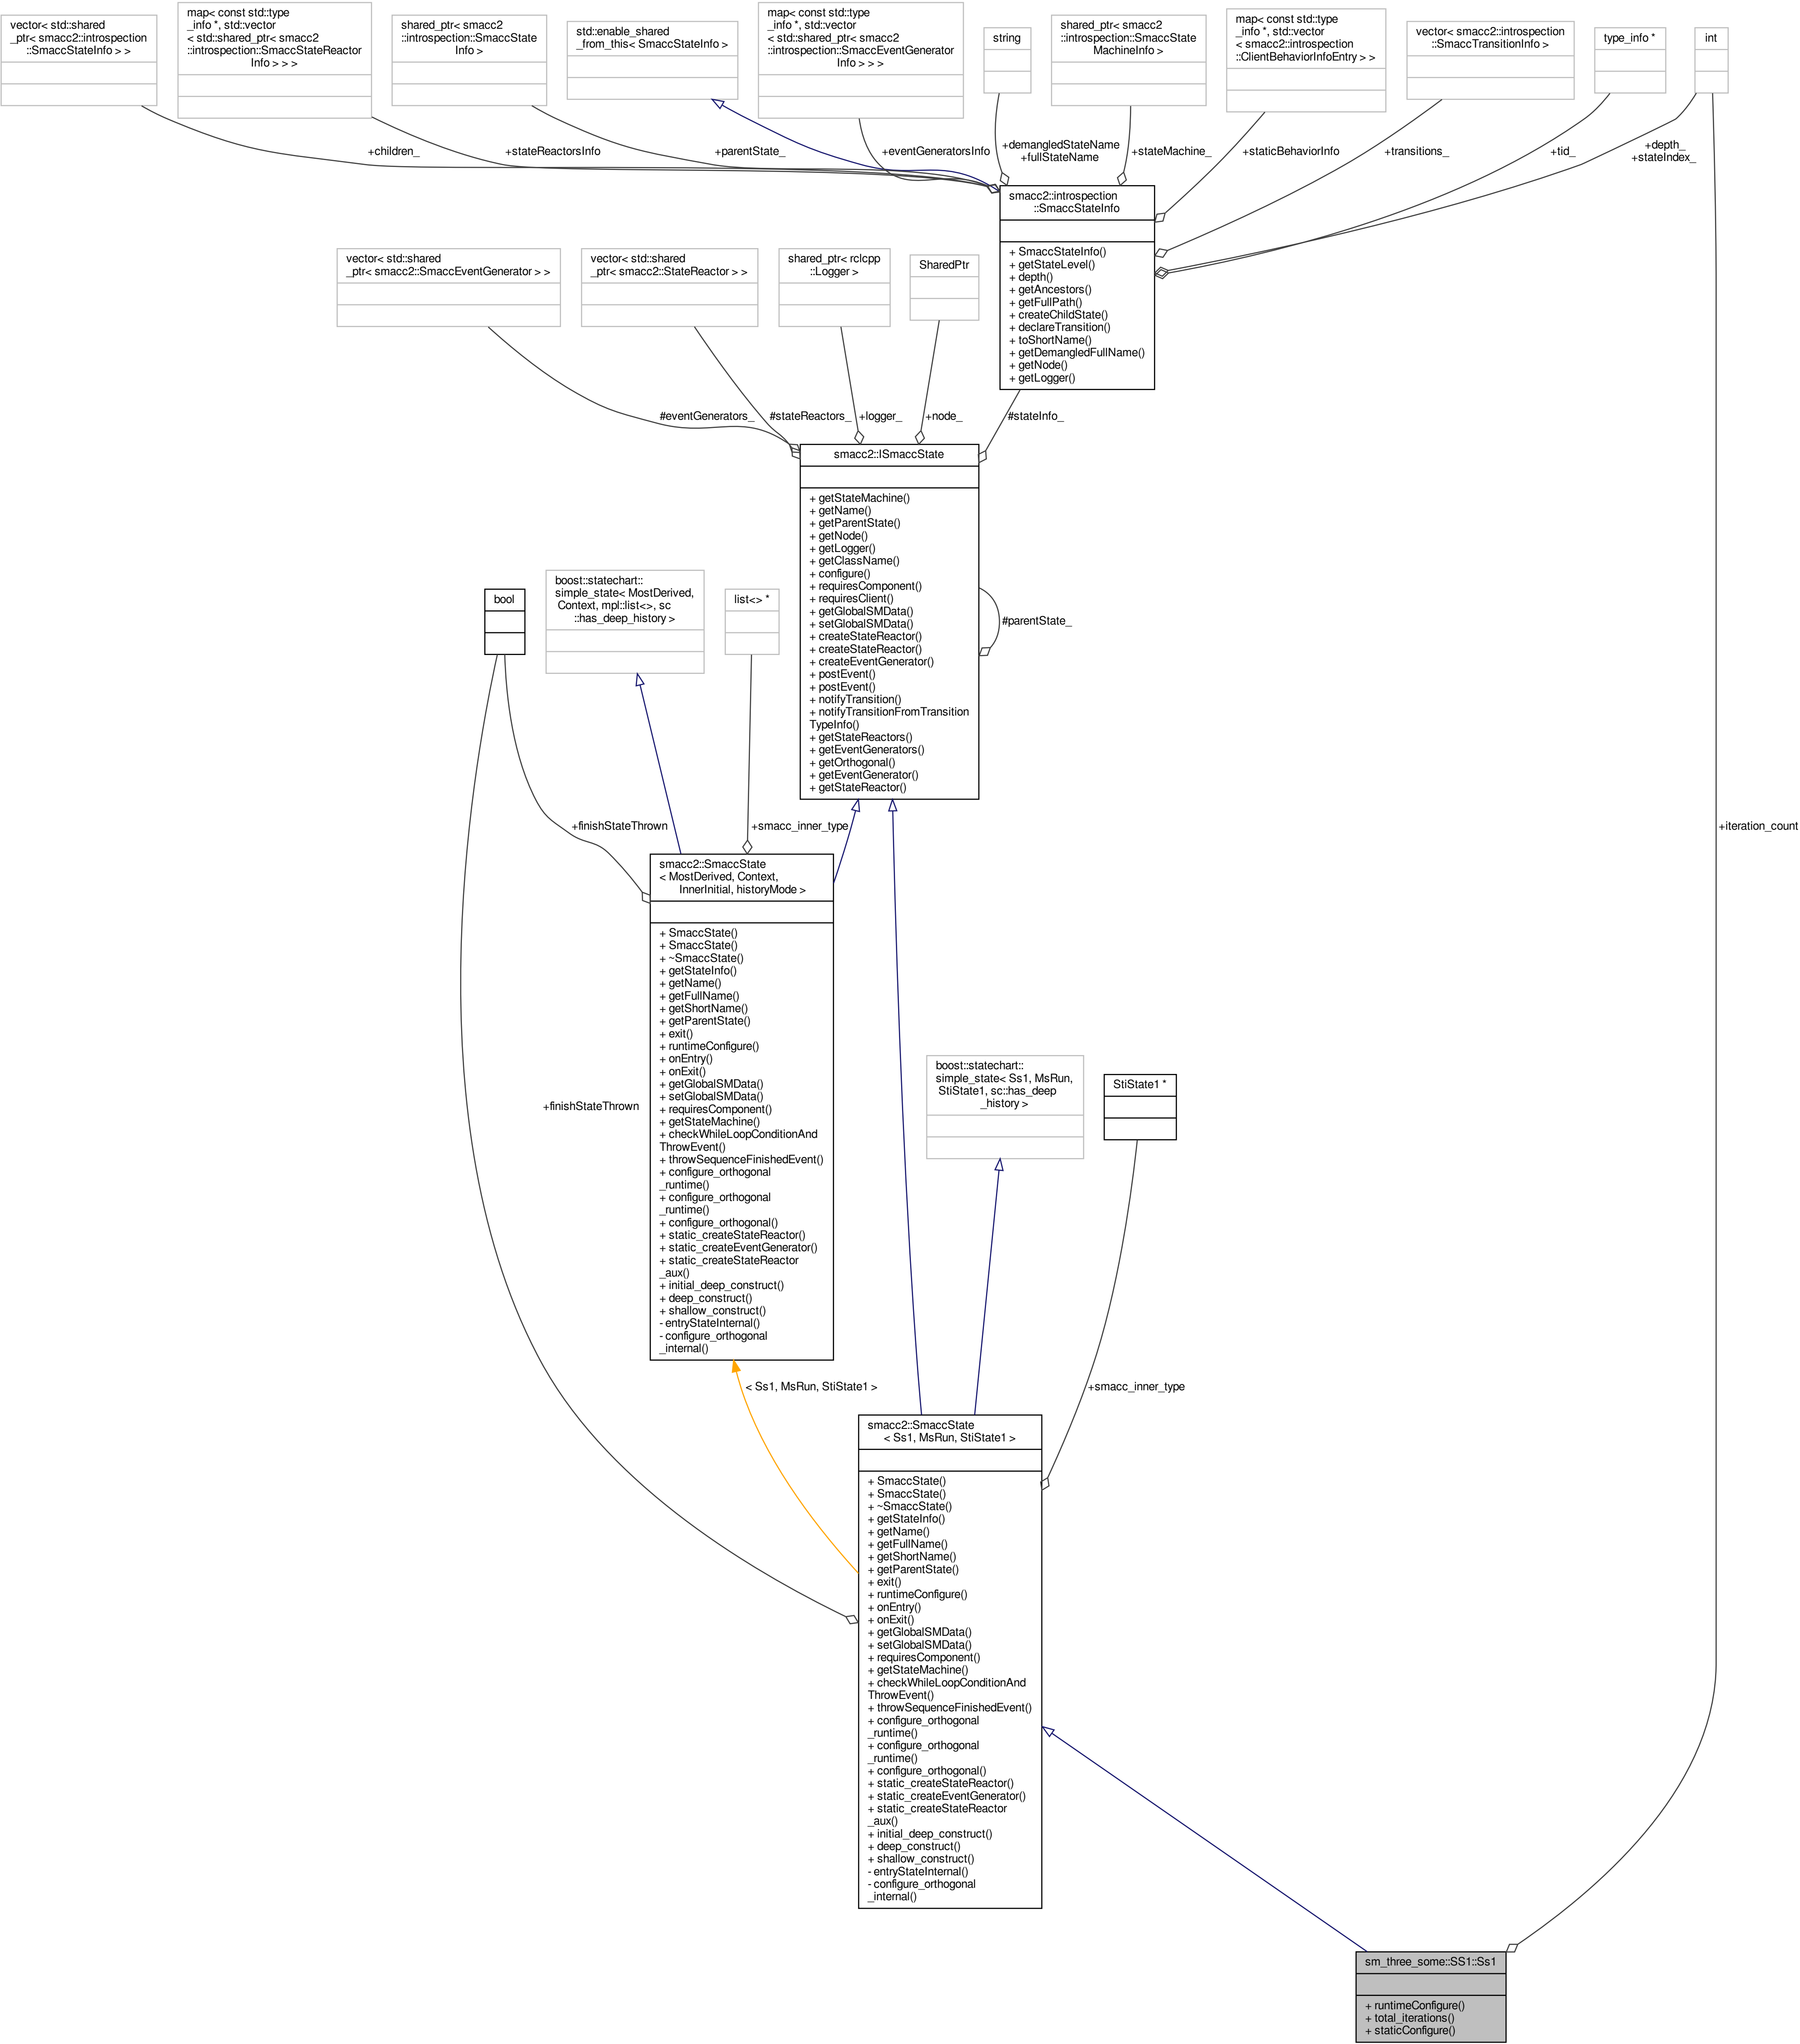 vector< std::shared
_ptr< smacc2::introspection
::SmaccStateInfo > >
map< const std::type
_info *, std::vector
< std::shared_ptr< smacc2
::introspection::SmaccStateReactor
Info > > >
shared_ptr< smacc2
::introspection::SmaccState
Info >
std::enable_shared
_from_this< SmaccStateInfo >
map< const std::type
_info *, std::vector
< std::shared_ptr< smacc2
::introspection::SmaccEventGenerator
Info > > >
string
shared_ptr< smacc2
::introspection::SmaccState
MachineInfo >
map< const std::type
_info *, std::vector
< smacc2::introspection
::ClientBehaviorInfoEntry > >
vector< smacc2::introspection
::SmaccTransitionInfo >
type_info *
int
+children_
+stateReactorsInfo
+parentState_
+eventGeneratorsInfo
+demangledStateName
+fullStateName
+stateMachine_
+staticBehaviorInfo
+transitions_
+tid_
+depth_
+stateIndex_
smacc2::introspection
::SmaccStateInfo
+ SmaccStateInfo()
+ getStateLevel()
+ depth()
+ getAncestors()
+ getFullPath()
+ createChildState()
+ declareTransition()
+ toShortName()
+ getDemangledFullName()
+ getNode()
+ getLogger()
vector< std::shared
_ptr< smacc2::SmaccEventGenerator > >
vector< std::shared
_ptr< smacc2::StateReactor > >
shared_ptr< rclcpp
::Logger >
SharedPtr
#eventGenerators_
#stateReactors_
+logger_
+node_
#stateInfo_
smacc2::ISmaccState
+ getStateMachine()
+ getName()
+ getParentState()
+ getNode()
+ getLogger()
+ getClassName()
+ configure()
+ requiresComponent()
+ requiresClient()
+ getGlobalSMData()
+ setGlobalSMData()
+ createStateReactor()
+ createStateReactor()
+ createEventGenerator()
+ postEvent()
+ postEvent()
+ notifyTransition()
+ notifyTransitionFromTransition
TypeInfo()
+ getStateReactors()
+ getEventGenerators()
+ getOrthogonal()
+ getEventGenerator()
+ getStateReactor()
#parentState_
bool
boost::statechart::
simple_state< MostDerived,
Context, mpl::list<>, sc
::has_deep_history >
list<> *
+finishStateThrown
+smacc_inner_type
+iteration_count
smacc2::SmaccState
< MostDerived, Context,
InnerInitial, historyMode >
+ SmaccState()
+ SmaccState()
+ ~SmaccState()
+ getStateInfo()
+ getName()
+ getFullName()
+ getShortName()
+ getParentState()
+ exit()
+ runtimeConfigure()
+ onEntry()
+ onExit()
+ getGlobalSMData()
+ setGlobalSMData()
+ requiresComponent()
+ getStateMachine()
+ checkWhileLoopConditionAnd
ThrowEvent()
+ throwSequenceFinishedEvent()
+ configure_orthogonal
_runtime()
+ configure_orthogonal
_runtime()
+ configure_orthogonal()
+ static_createStateReactor()
+ static_createEventGenerator()
+ static_createStateReactor
_aux()
+ initial_deep_construct()
+ deep_construct()
+ shallow_construct()
- entryStateInternal()
- configure_orthogonal
_internal()
+finishStateThrown
boost::statechart::
simple_state< Ss1, MsRun,
StiState1, sc::has_deep
_history >
StiState1 *
< Ss1, MsRun, StiState1 >
+smacc_inner_type
smacc2::SmaccState
< Ss1, MsRun, StiState1 >
+ SmaccState()
+ SmaccState()
+ ~SmaccState()
+ getStateInfo()
+ getName()
+ getFullName()
+ getShortName()
+ getParentState()
+ exit()
+ runtimeConfigure()
+ onEntry()
+ onExit()
+ getGlobalSMData()
+ setGlobalSMData()
+ requiresComponent()
+ getStateMachine()
+ checkWhileLoopConditionAnd
ThrowEvent()
+ throwSequenceFinishedEvent()
+ configure_orthogonal
_runtime()
+ configure_orthogonal
_runtime()
+ configure_orthogonal()
+ static_createStateReactor()
+ static_createEventGenerator()
+ static_createStateReactor
_aux()
+ initial_deep_construct()
+ deep_construct()
+ shallow_construct()
- entryStateInternal()
- configure_orthogonal
_internal()
sm_three_some::SS1::Ss1
+ runtimeConfigure()
+ total_iterations()
+ staticConfigure()